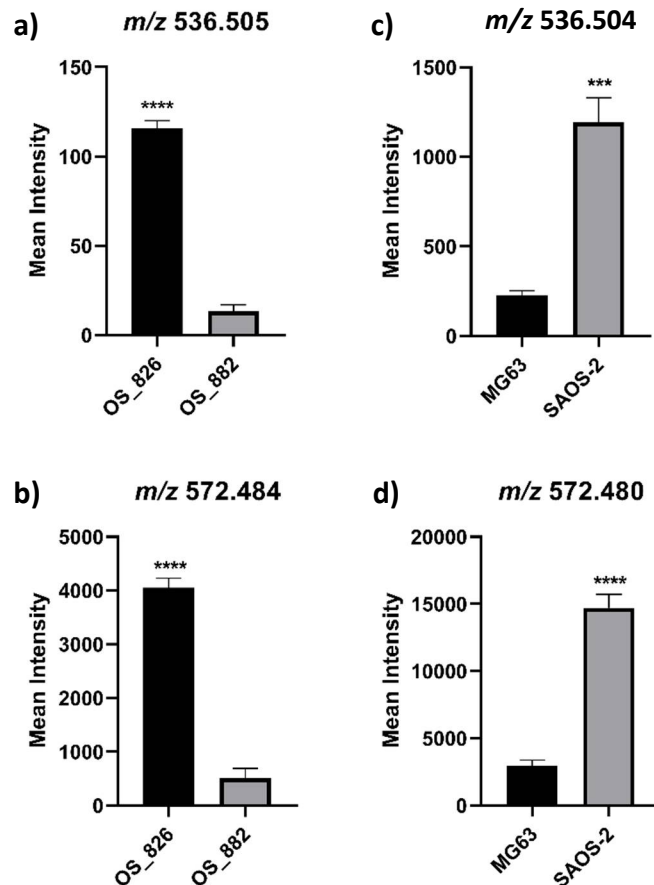 a)
m/z 536.505
Mean Intensity
150
100
50
0
****
OS_826
OS_882
c)
m/z 536.504
Mean Intensity
1500
1000
500
0
***
MG63
SAOS-2
b)
m/z 572.484
Mean Intensity
5000
4000
3000
2000
1000
0
****
OS_826
OS_882
d)
m/z 572.480
Mean Intensity
20000
15000
10000
5000
0
****
MG63
SAOS-2